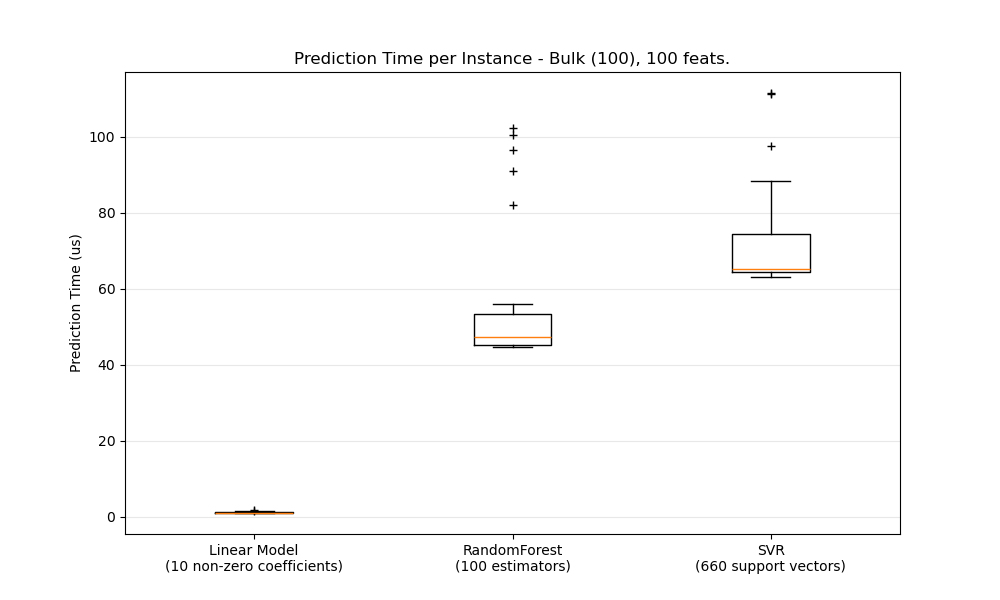 Prediction Time per Instance - Bulk (100), 100 feats.
Prediction Time (us)
100
80
60
40
20
0
Linear Model
(10 non-zero coefficients)
RandomForest
(100 estimators)
SVR
(660 support vectors)